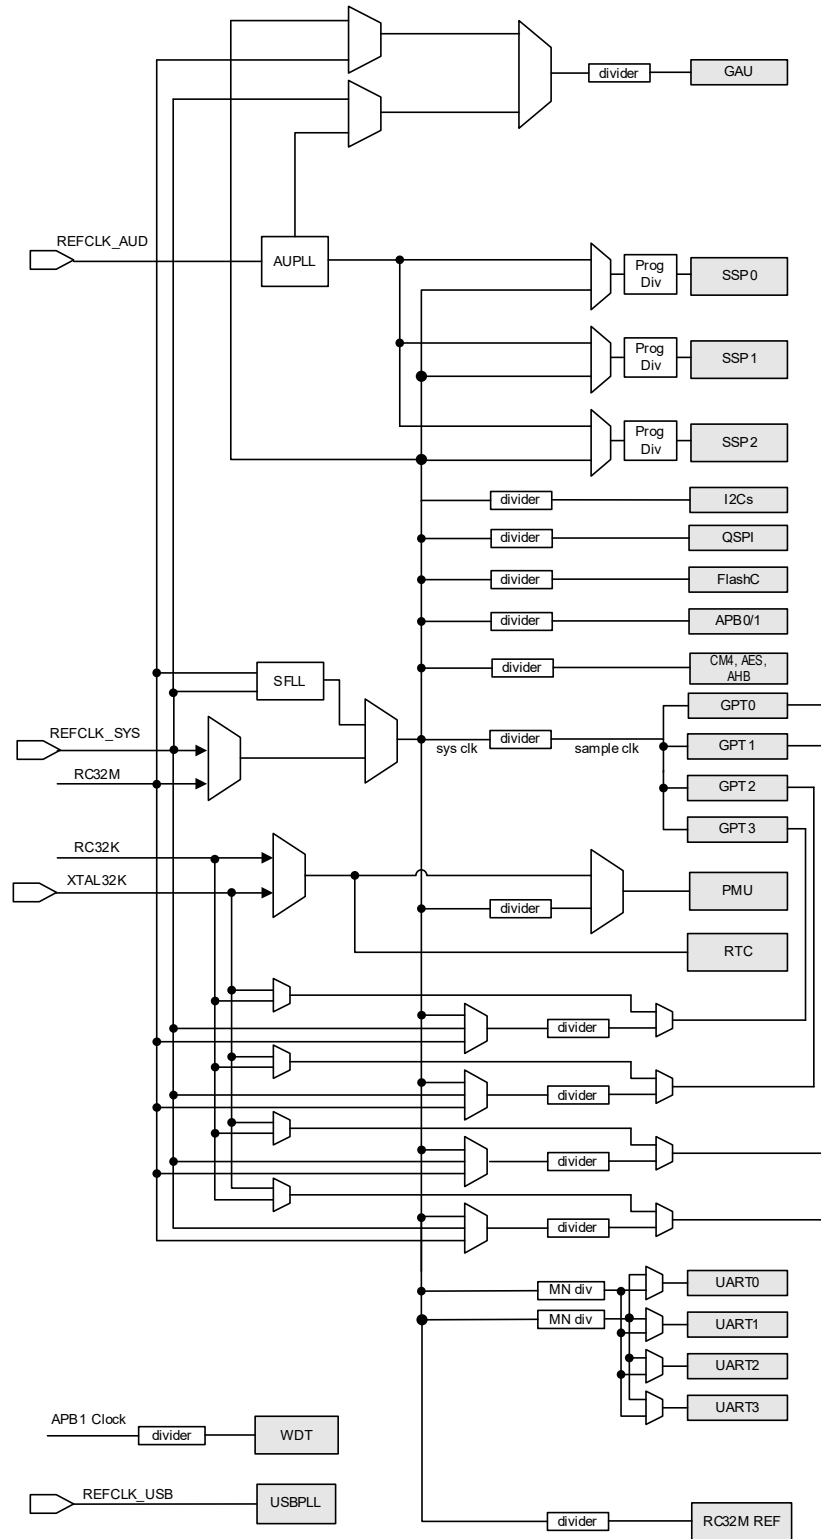 divider
GAU
REFCLK_AUD
AUPLL
Prog
Div
SSP0
Prog
Div
SSP1
Prog
Div
SSP2
divider
I2Cs
divider
QSPI
divider
FlashC
divider
APB0/1
SFLL
divider
CM4, AES,
AHB
GPT0
REFCLK_SYS
sys clk
divider
sample clk
GPT1
RC32M
GPT2
GPT3
RC32K
XTAL32K
PMU
divider
RTC
divider
divider
divider
divider
MN div
UART0
MN div
UART1
UART2
UART3
APB1 Clock
divider
WDT
REFCLK_USB
USBPLL
divider
RC32M REF